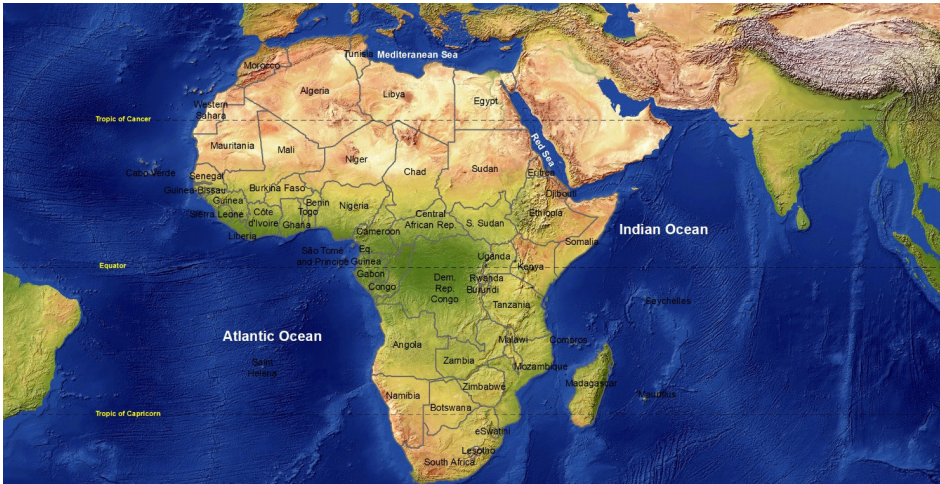 Tunisia
Mediteranean Sea
Morocco
Algeria
Libya
Egypt
Western
Sahara
Tropic of Cancer
Mauritania
Mali
Niger
Chad
Sudan
Red Sea
Eritrea
Cabo Verde
Senegal
Guinea-Bissau
Burkina Faso
Djibouti
Guinea
Benin
Nigeria
Sierra Leone
Côte
d'Ivoire
Togo
Ghana
Central
African Rep.
S. Sudan
Ethiopia
Liberia
Cameroon
Somalia
Indian Ocean
São Tome
and Principe
Eq.
Guinea
Uganda
Equator
Kenya
Gabon
Congo
Dem.
Rep.
Congo
Rwanda
Burundi
Seychelles
Tanzania
Atlantic Ocean
Angola
Malawi
Comoros
Saint
Helena
Zambia
Mozambique
Zimbabwe
Madagascar
Namibia
Mauritius
Botswana
Tropic of Capricorn
eSwatini
Lesotho
South Africa